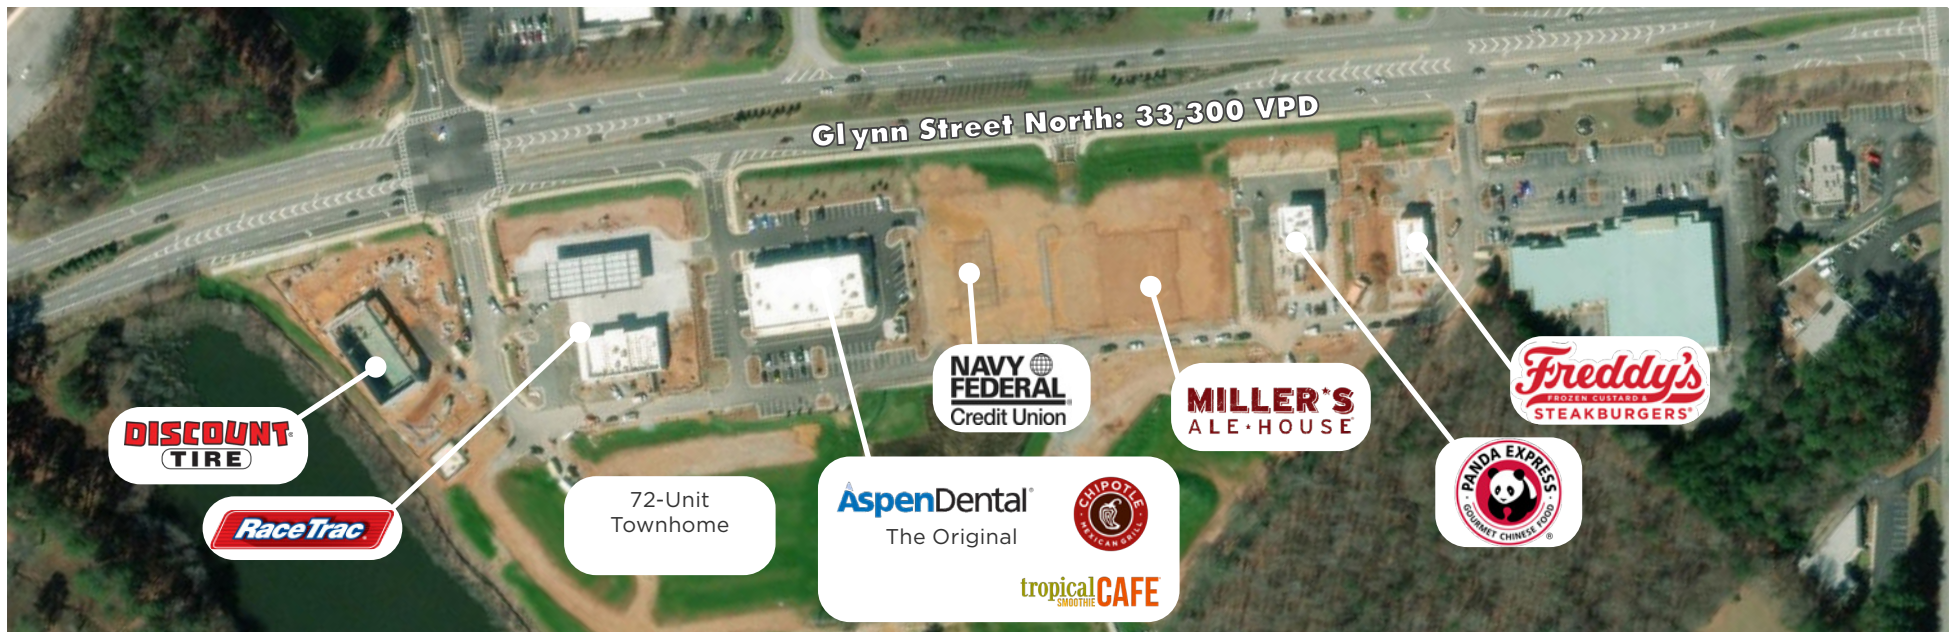 Glynn Street North: 33,300 VPD
DISCOUNT
TIRE
RaceTrac
72-Unit
Townhome
AspenDental
The Original
CHIPOTLE
MEXICAN GRILL
tropical
SMOOTHIE
CAFE
NAVY
FEDERAL
Credit Union
MILLER'S
ALE HOUSE
PANDA EXPRESS
GOURMET CHINESE FOOD
Freddy's
FROZEN CUSTARD &
STEAKBURGERS